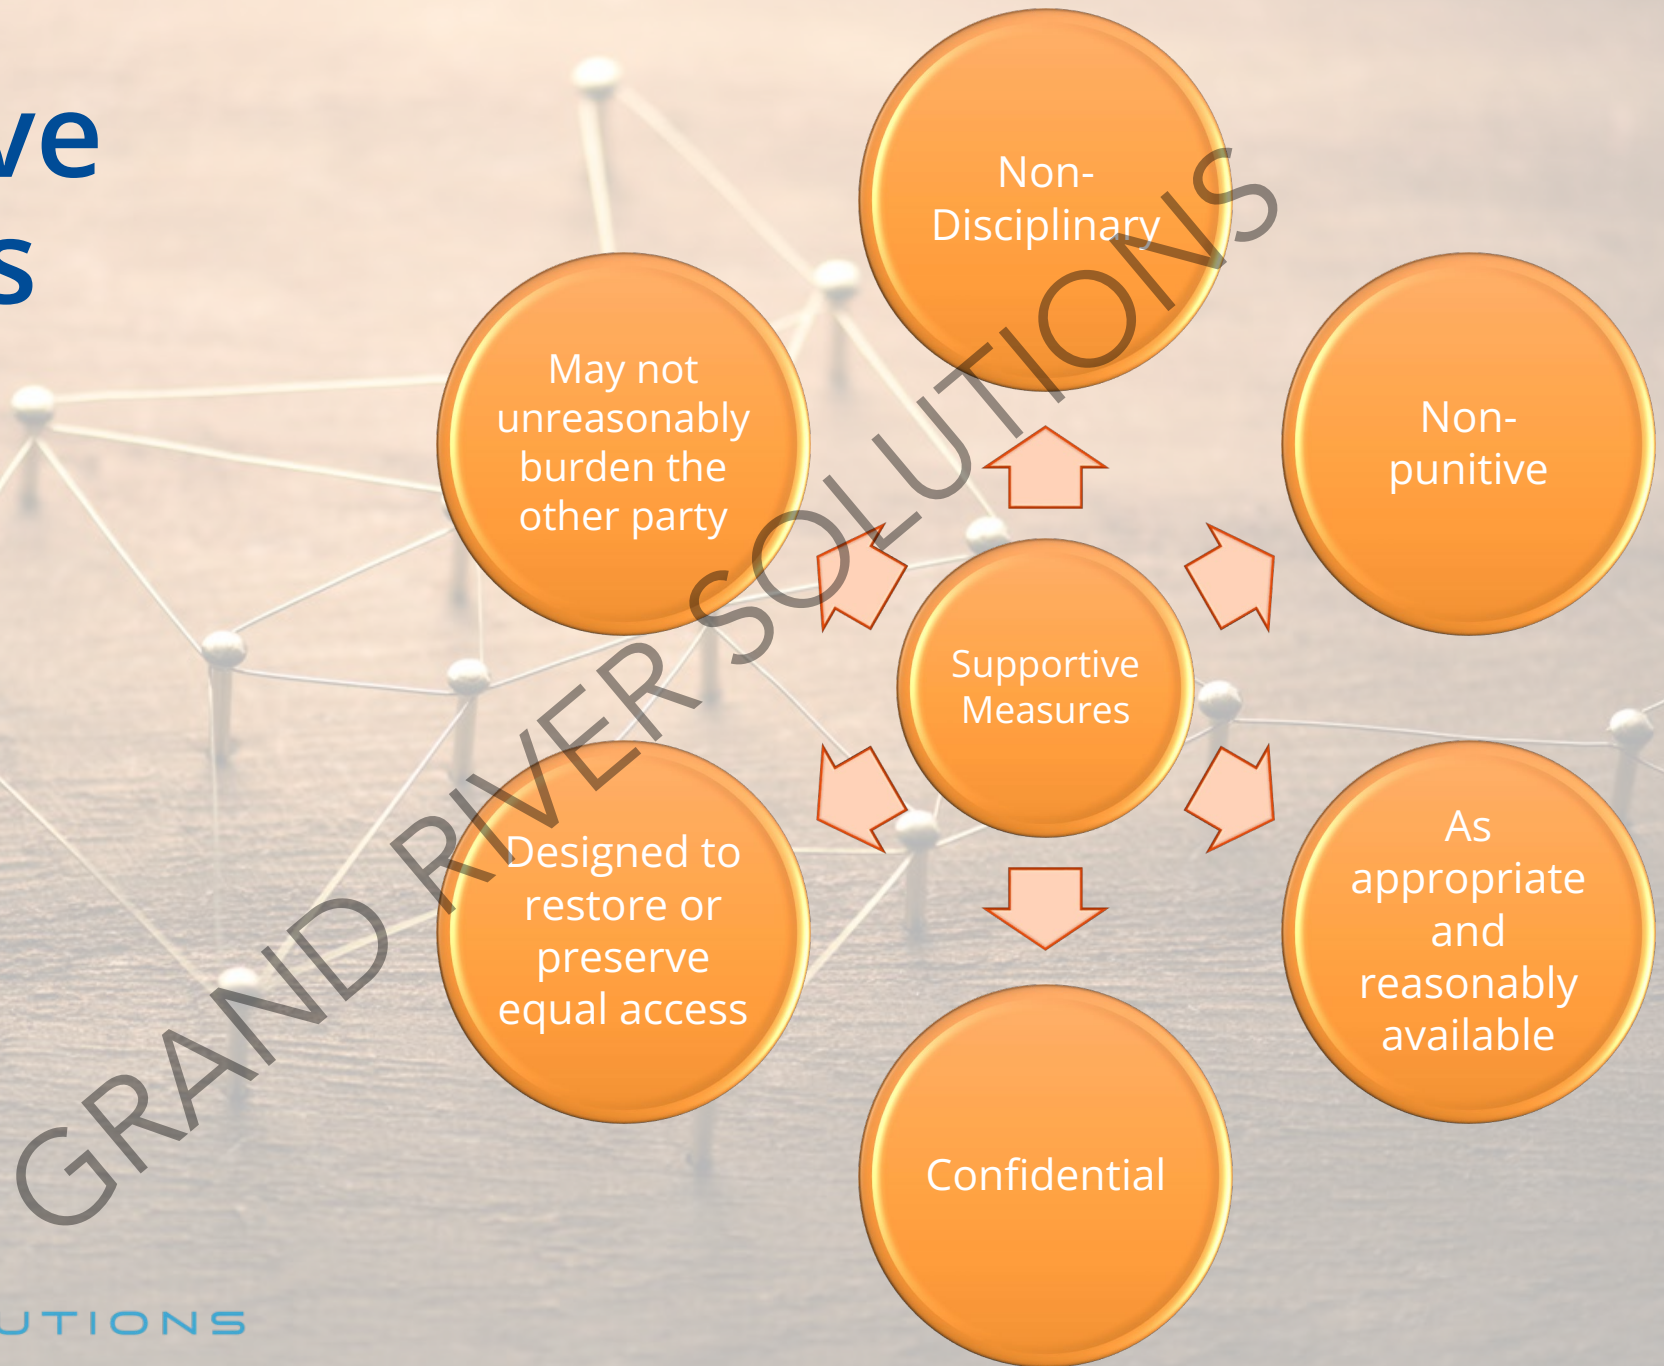 ve
s
Non-
Disciplinary
Non-
punitive
As
appropriate
and
reasonably
available
Confidential
Designed to
restore or
preserve
equal access
May not
unreasonably
burden the
other party
Supportive
Measures
GRAND RIVER SOLUTIONS
UTIONS